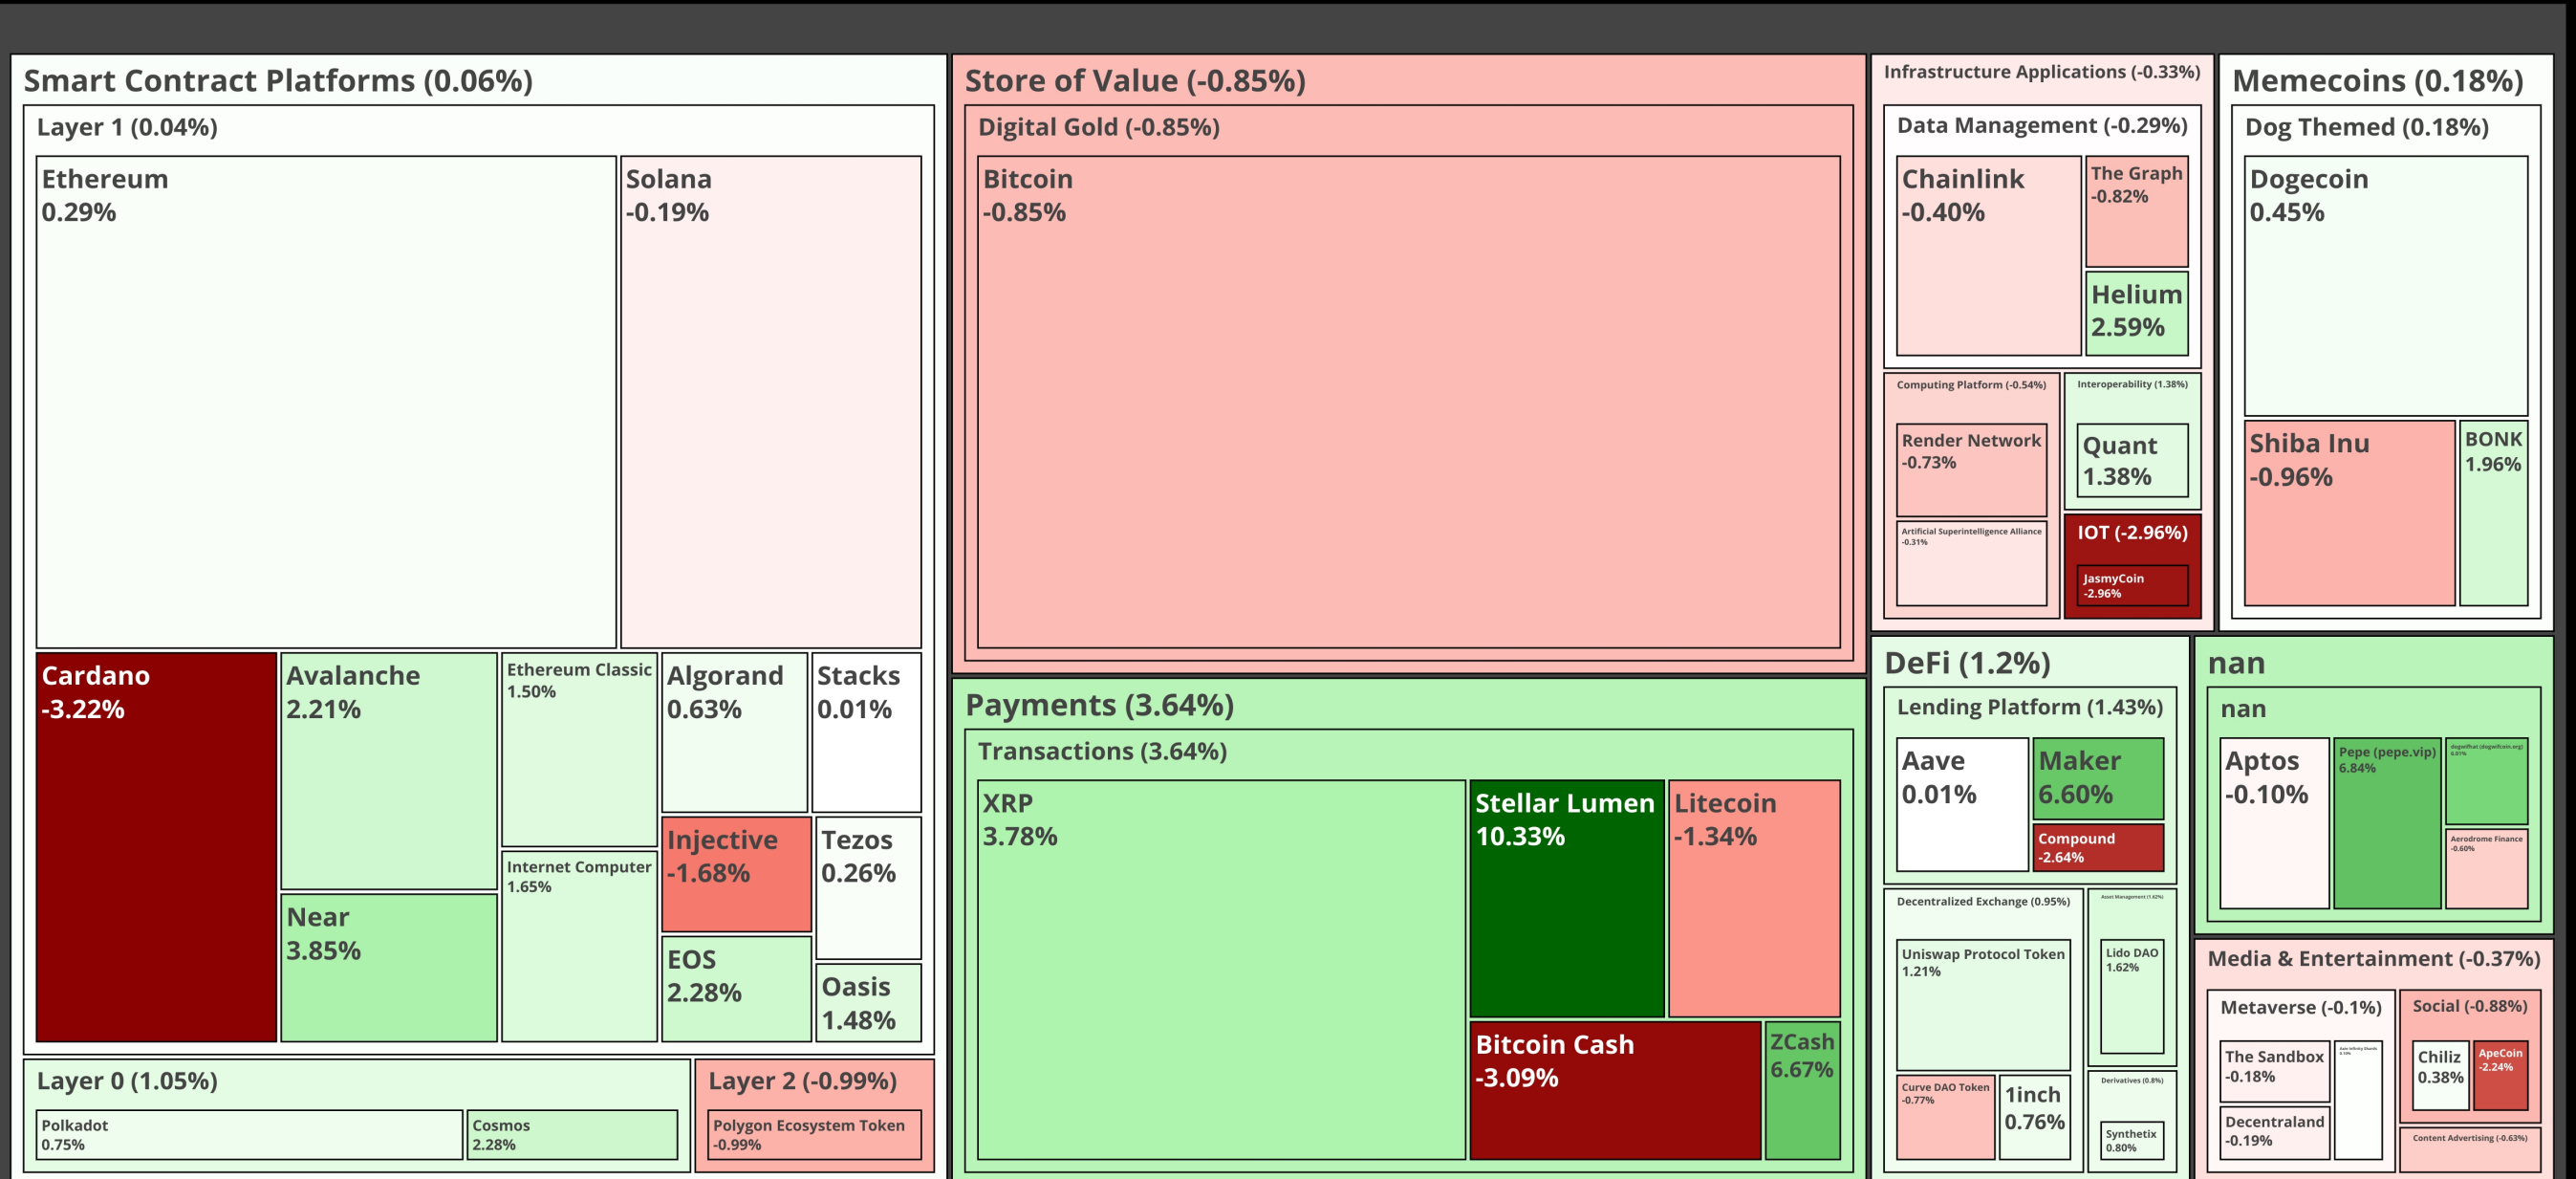 Smart Contract Platforms (0.06%)
Layer 1 (0.04%)
Ethereum
0.29%
Solana
-0.19%
Cardano
-3.22%
Avalanche
2.21%
Near
3.85%
Ethereum Classic
1.50%
Internet Computer
1.65%
Algorand
0.63%
Stacks
0.01%
Injective
-1.68%
Tezos
0.26%
EOS
2.28%
Oasis
1.48%
Layer 0 (1.05%)
Polkadot
0.75%
Cosmos
2.28%
Layer 2 (-0.99%)
Polygon Ecosystem Token
-0.99%
Store of Value (-0.85%)
Digital Gold (-0.85%)
Bitcoin
-0.85%
Payments (3.64%)
Transactions (3.64%)
XRP
3.78%
Stellar Lumen
10.33%
Litecoin
-1.34%
Bitcoin Cash
-3.09%
ZCash
6.67%
Infrastructure Applications (-0.33%)
Data Management (-0.29%)
Chainlink
-0.40%
The Graph
-0.82%
Helium
2.59%
Computing Platform (-0.54%)
Render Network
-0.73%
Artificial Superintelligence Alliance
-0.31%
Interoperability (1.38%)
Quant
1.38%
IOT (-2.96%)
JasmyCoin
-2.96%
Memecoins (0.18%)
Dog Themed (0.18%)
Dogecoin
0.45%
Shiba Inu
-0.96%
BONK
1.96%
DeFi (1.2%)
Lending Platform (1.43%)
Aave
0.01%
Maker
6.60%
Compound
-2.64%
Decentralized Exchange (0.95%)
Uniswap Protocol Token
1.21%
Curve DAO Token
-0.77%
1inch
0.76%
Asset Management (1.62%)
Lido DAO
1.62%
Derivatives (0.8%)
Synthetix
0.80%
nan
nan
Aptos
-0.10%
Pepe (pepe.vip)
6.84%
dogwifhat (dogwifcoin.org)
Aerodrome Finance
-0.60%
Media & Entertainment (-0.37%)
Metaverse (-0.1%)
The Sandbox
-0.18%
Decentraland
-0.19%
Social (-0.88%)
Chiliz
0.38%
ApeCoin
-2.24%
Content Advertising (-0.63%)